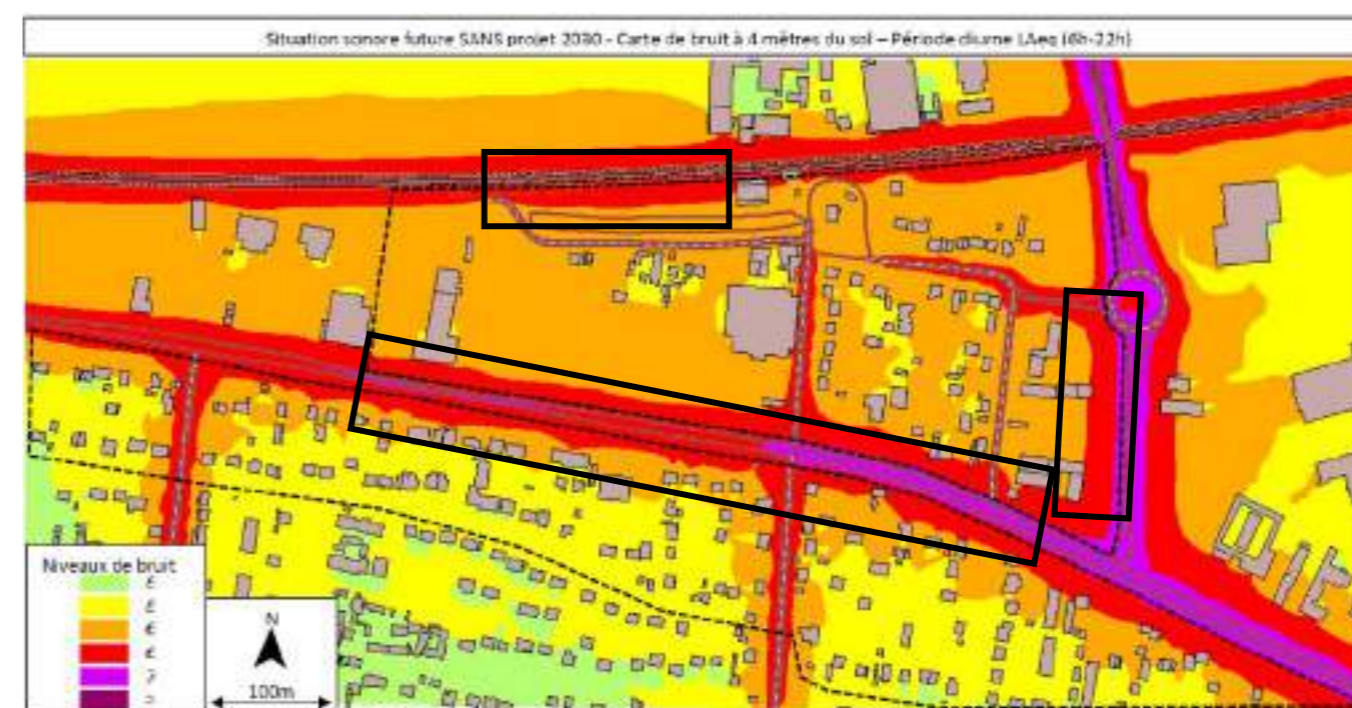 Situation sonore future SANS projet 2030 - Carte de bruit à 4 mètres du sol – Période diurne LAeq (6h-22h)
Niveaux de bruit
N
100m